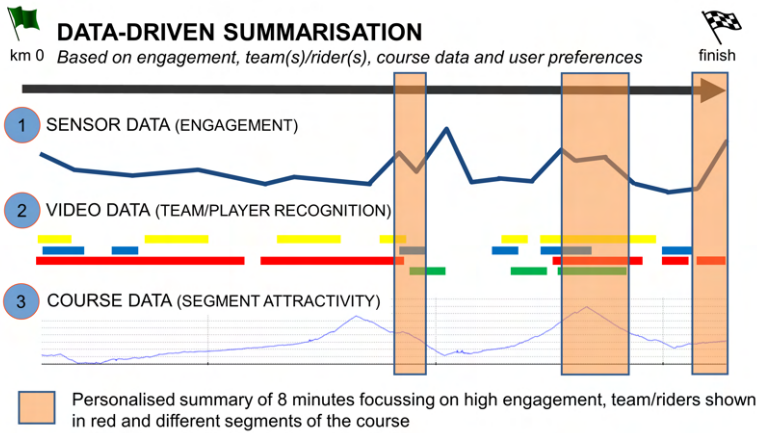 DATA-DRIVEN SUMMARISATION
km 0
Based on engagement, team(s)/rider(s), course data and user preferences
finish
1
SENSOR DATA (ENGAGEMENT)
2
VIDEO DATA (TEAM/PLAYER RECOGNITION)
3
COURSE DATA (SEGMENT ATTRACTIVITY)
Personalised summary of 8 minutes focussing on high engagement, team/riders shown
in red and different segments of the course